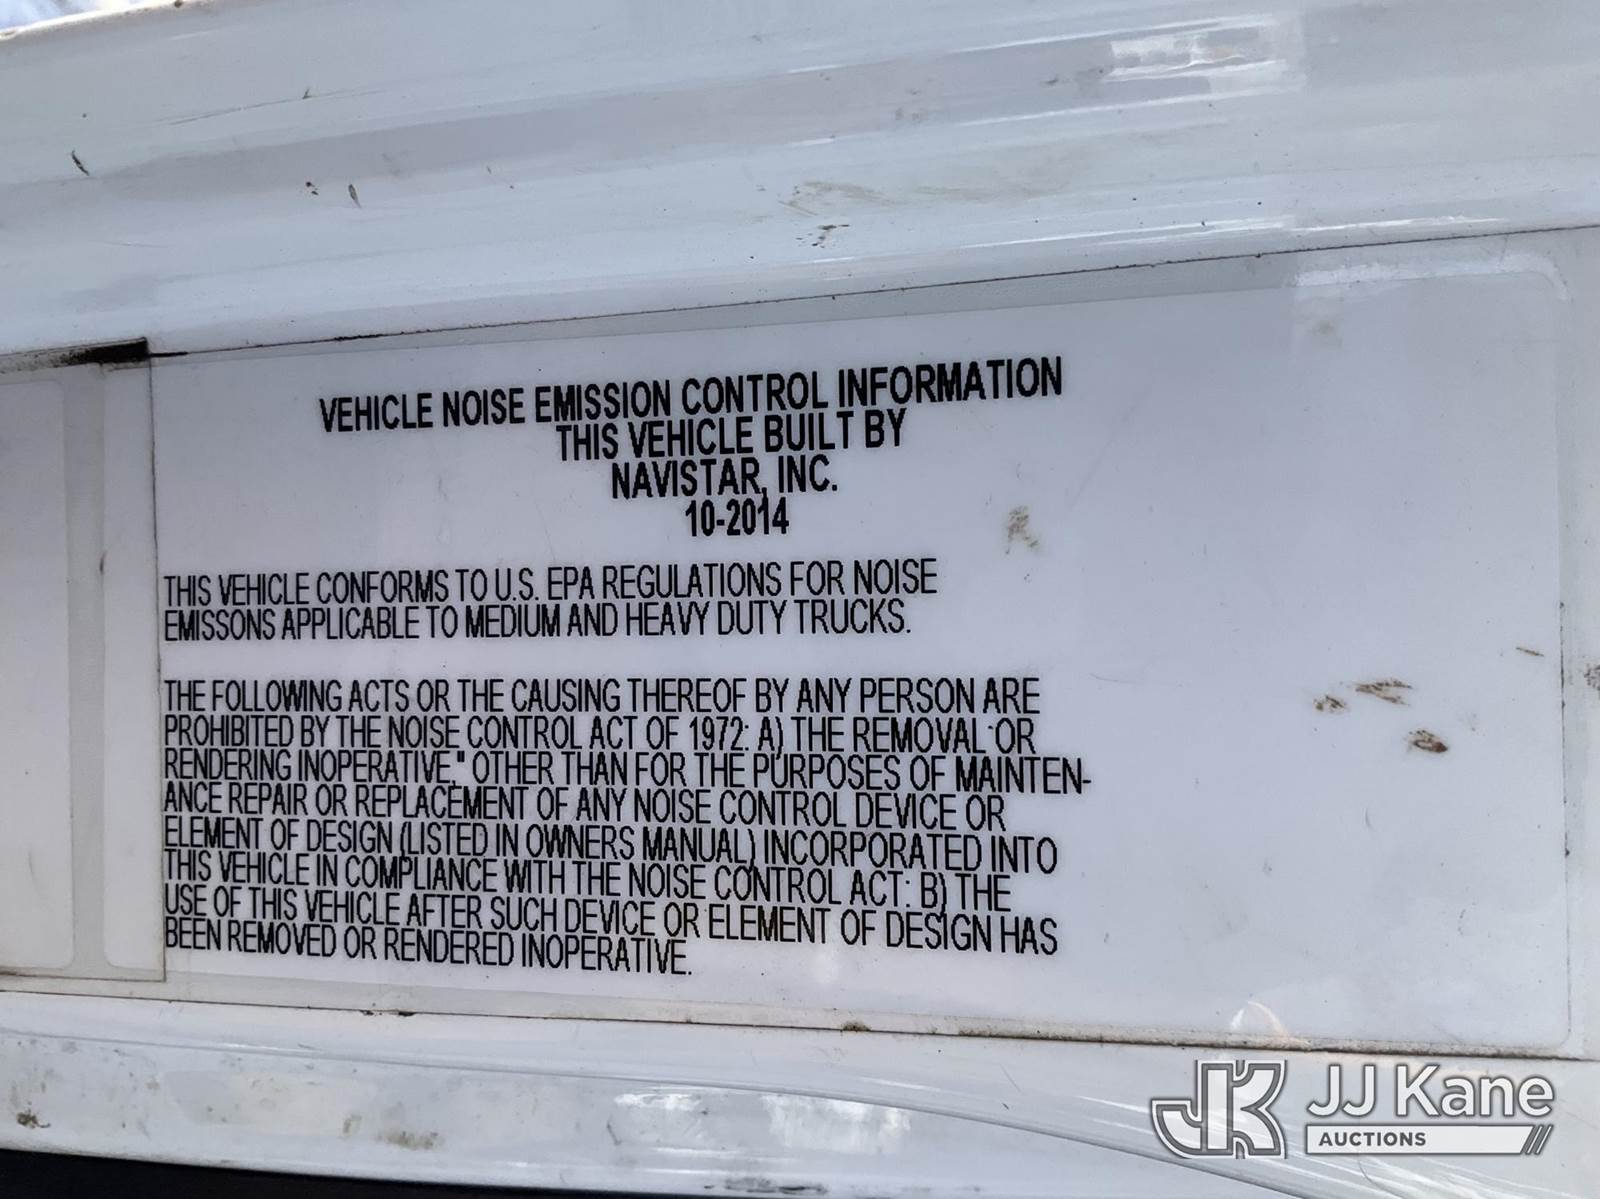 VEHICLE NOISE EMISSION CONTROL INFORMATION
THIS VEHICLE BUILT BY
NAVISTAR, INC.
10-2014
THIS VEHICLE CONFORMS TO U.S. EPA REGULATIONS FOR NOISE
EMISSONS APPLICABLE TO MEDIUM AND HEAVY DUTY TRUCKS.
THE FOLLOWING ACTS OR THE CAUSING THEREOF BY ANY PERSON ARE
PROHIBITED BY THE NOISE CONTROL ACT OF 1972: A) THE REMOVAL OR
RENDERING INOPERATIVE," OTHER THAN FOR THE PURPOSES OF MAINTEN-
ANCE REPAIR OR REPLACEMENT OF ANY NOISE CONTROL DEVICE OR
ELEMENT OF DESIGN (LISTED IN OWNERS MANUAL) INCORPORATED INTO
THIS VEHICLE IN COMPLIANCE WITH THE NOISE CONTROL ACT: B) THE
USE OF THIS VEHICLE AFTER SUCH DEVICE OR ELEMENT OF DESIGN HAS
BEEN REMOVED OR RENDERED INOPERATIVE.
JK JJ Kane
AUCTIONS